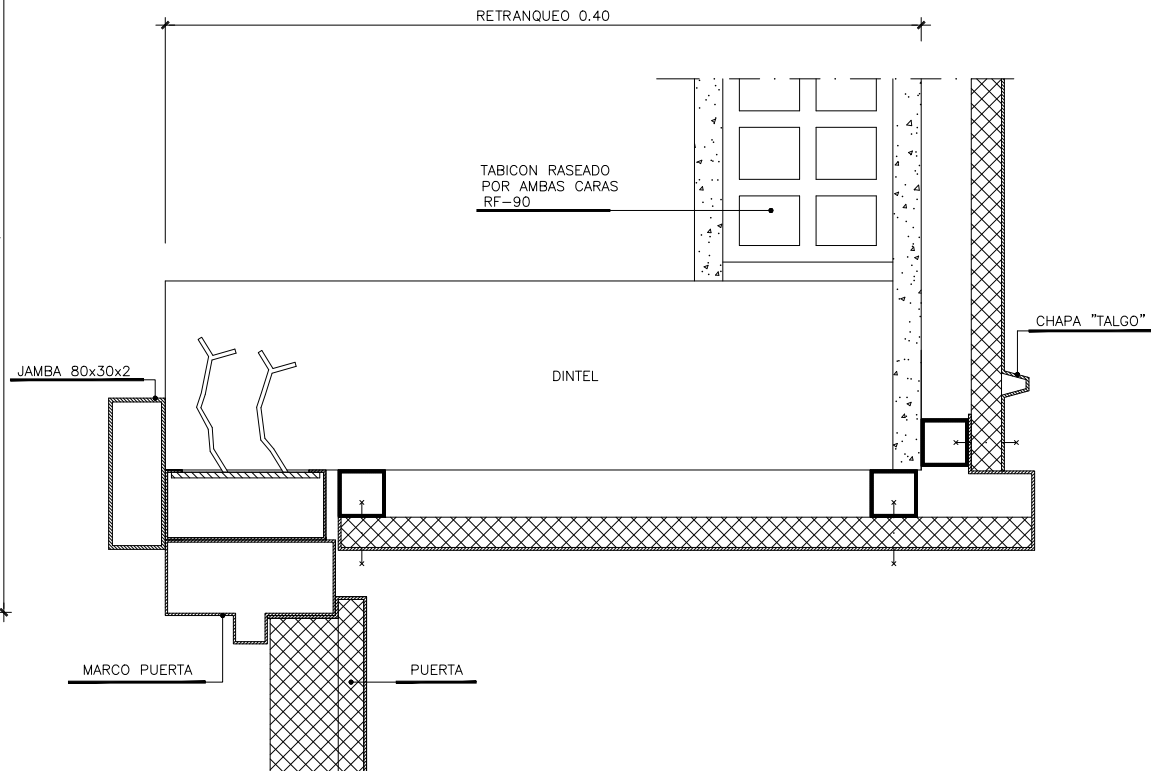 RETRANQUEO 0.40
TABICON RASEADO
POR AMBAS CARAS
RF-90
CHAPA "TALGO"
JAMBA 80x30x2
DINTEL
MARCO PUERTA
PUERTA